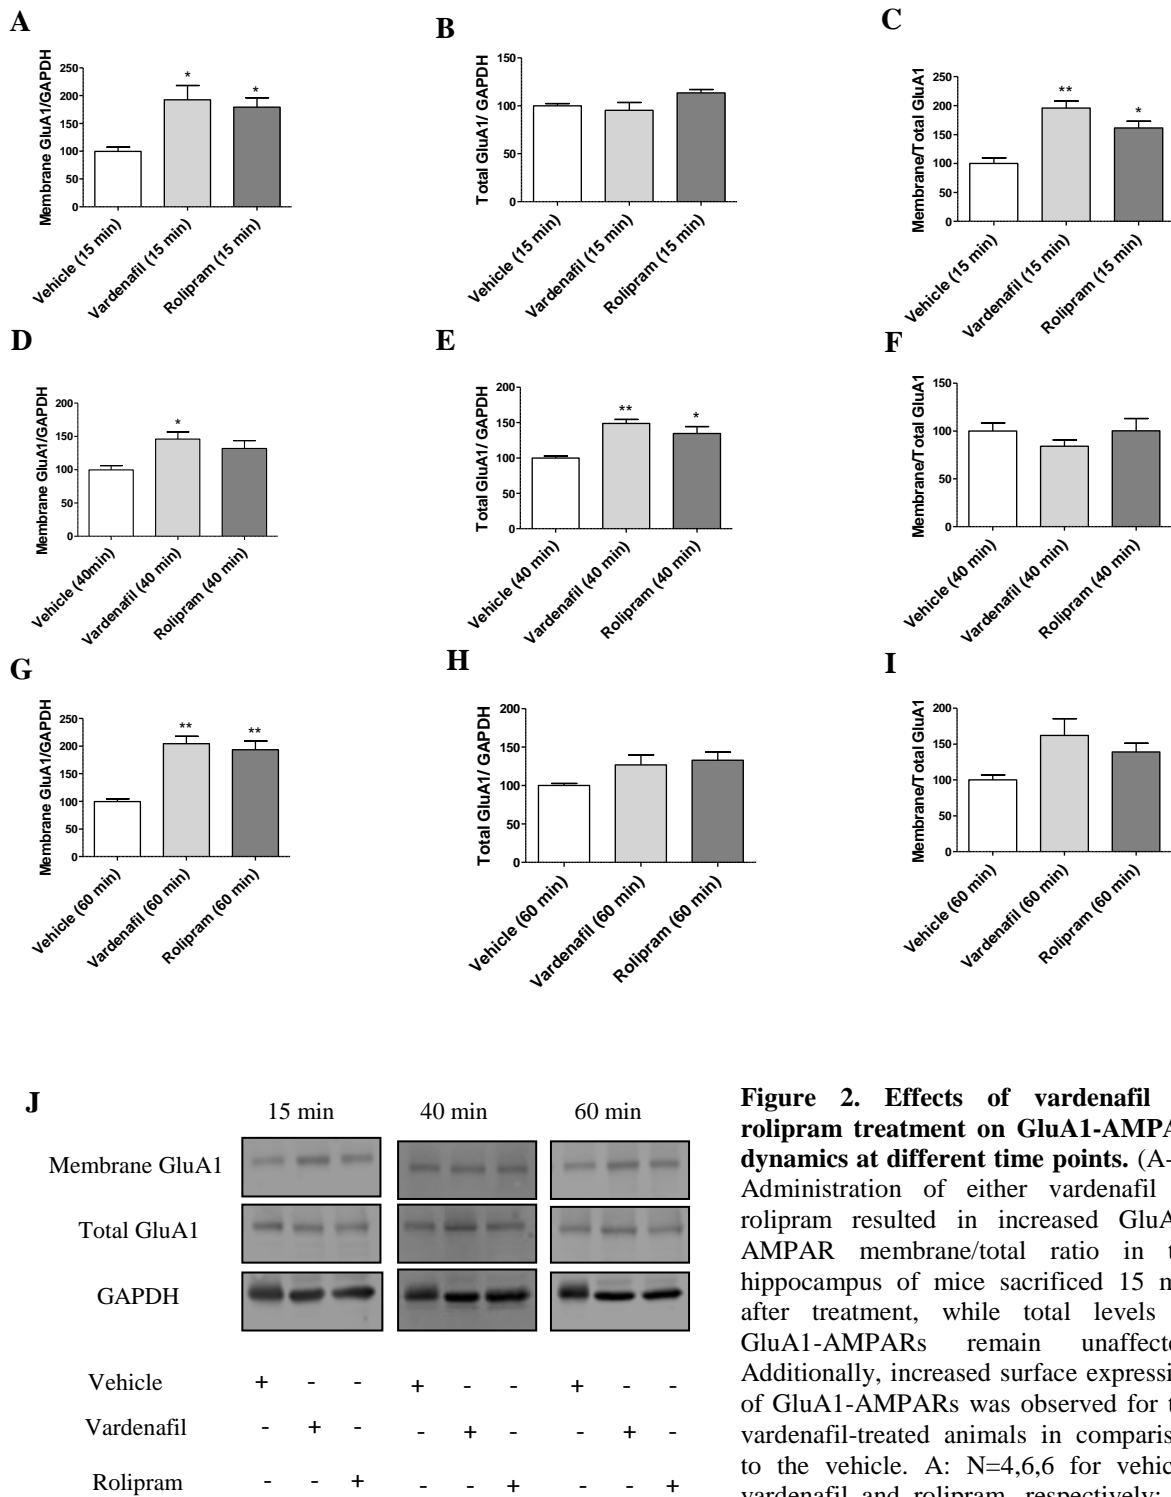 A
B
C
Membrane GluA1/GAPDH
250
200
150
100
50
0
*
*
Vehicle (15 min)
Vardenafil (15 min)
Rolipram (15 min)
Total GluA1/ GAPDH
150
100
50
0
Vehicle (15 min)
Vardenafil (15 min)
Rolipram (15 min)
Membrane/Total GluA1
250
200
150
100
50
0
**
*
Vehicle (15 min)
Vardenafil (15 min)
Rolipram (15 min)
D
E
F
Membrane GluA1/GAPDH
200
150
100
50
0
*
Vehicle (40min)
Vardenafil (40 min)
Rolipram (40 min)
Total GluA1/ GAPDH
200
150
100
50
0
**
*
Vehicle (40 min)
Vardenafil (40 min)
Rolipram (40 min)
Membrane/Total GluA1
150
100
50
0
Vehicle (40 min)
Vardenafil (40 min)
Rolipram (40 min)
G
H
I
Membrane GluA1/GAPDH
250
200
150
100
50
0
**
**
Vehicle (60 min)
Vardenafil (60 min)
Rolipram (60 min)
Total GluA1/ GAPDH
200
150
100
50
0
Vehicle (60 min)
Vardenafil (60 min)
Rolipram (60 min)
Membrane/Total GluA1
200
150
100
50
0
Vehicle (60 min)
Vardenafil (60 min)
Rolipram (60 min)
J
15 min 40 min 60 min
Membrane GluA1
Total GluA1
GAPDH
Vehicle + - - + - - + - -
Vardenafil - + - - + - - + -
Rolipram - - + - - + - - +
Figure 2. Effects of vardenafil
rolipram treatment on GluA1-AMPA
dynamics at different time points. (A-
Administration of either vardenafil
rolipram resulted in increased GluA
AMPAR membrane/total ratio in t
hippocampus of mice sacrificed 15 m
after treatment, while total levels
GluA1-AMPARs remain unaffecte
Additionally, increased surface expressi
of GluA1-AMPARs was observed for t
vardenafil-treated animals in comparis
to the vehicle. A: N=4,6,6 for vehic
vardenafil and rolipram, respectively;